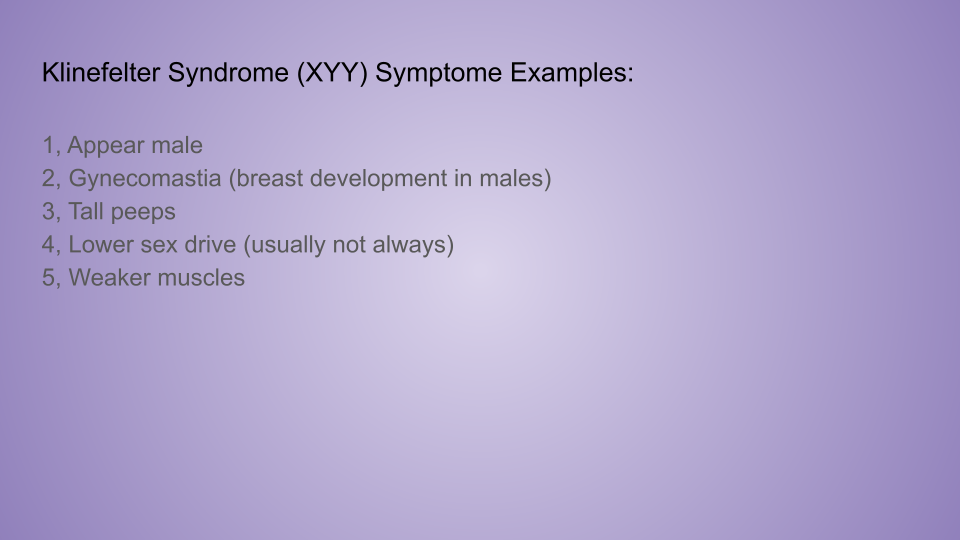 Klinefelter Syndrome (XYY) Symptome Examples:
1, Appear male
2, Gynecomastia (breast development in males)
3, Tall peeps
4, Lower sex drive (usually not always)
5, Weaker muscles